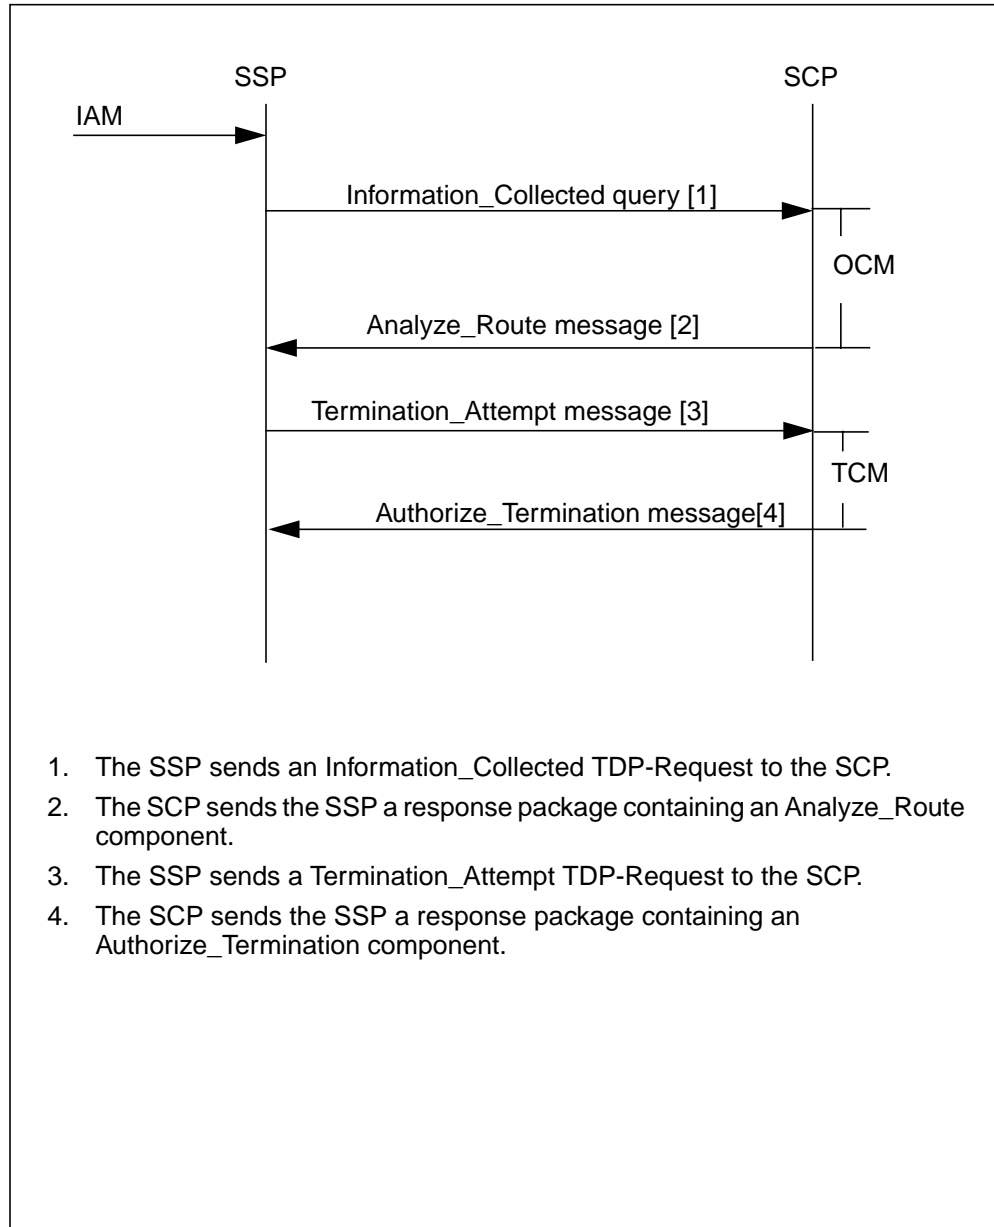 SSP
SCP
IAM
Information_Collected query [1]
OCM
Analyze_Route message [2]
Termination_Attempt message [3]
TCM
Authorize_Termination message[4]
1. The SSP sends an Information_Collected TDP-Request to the SCP.
2. The SCP sends the SSP a response package containing an Analyze_Route
component.
3. The SSP sends a Termination_Attempt TDP-Request to the SCP.
4. The SCP sends the SSP a response package containing an
Authorize_Termination component.